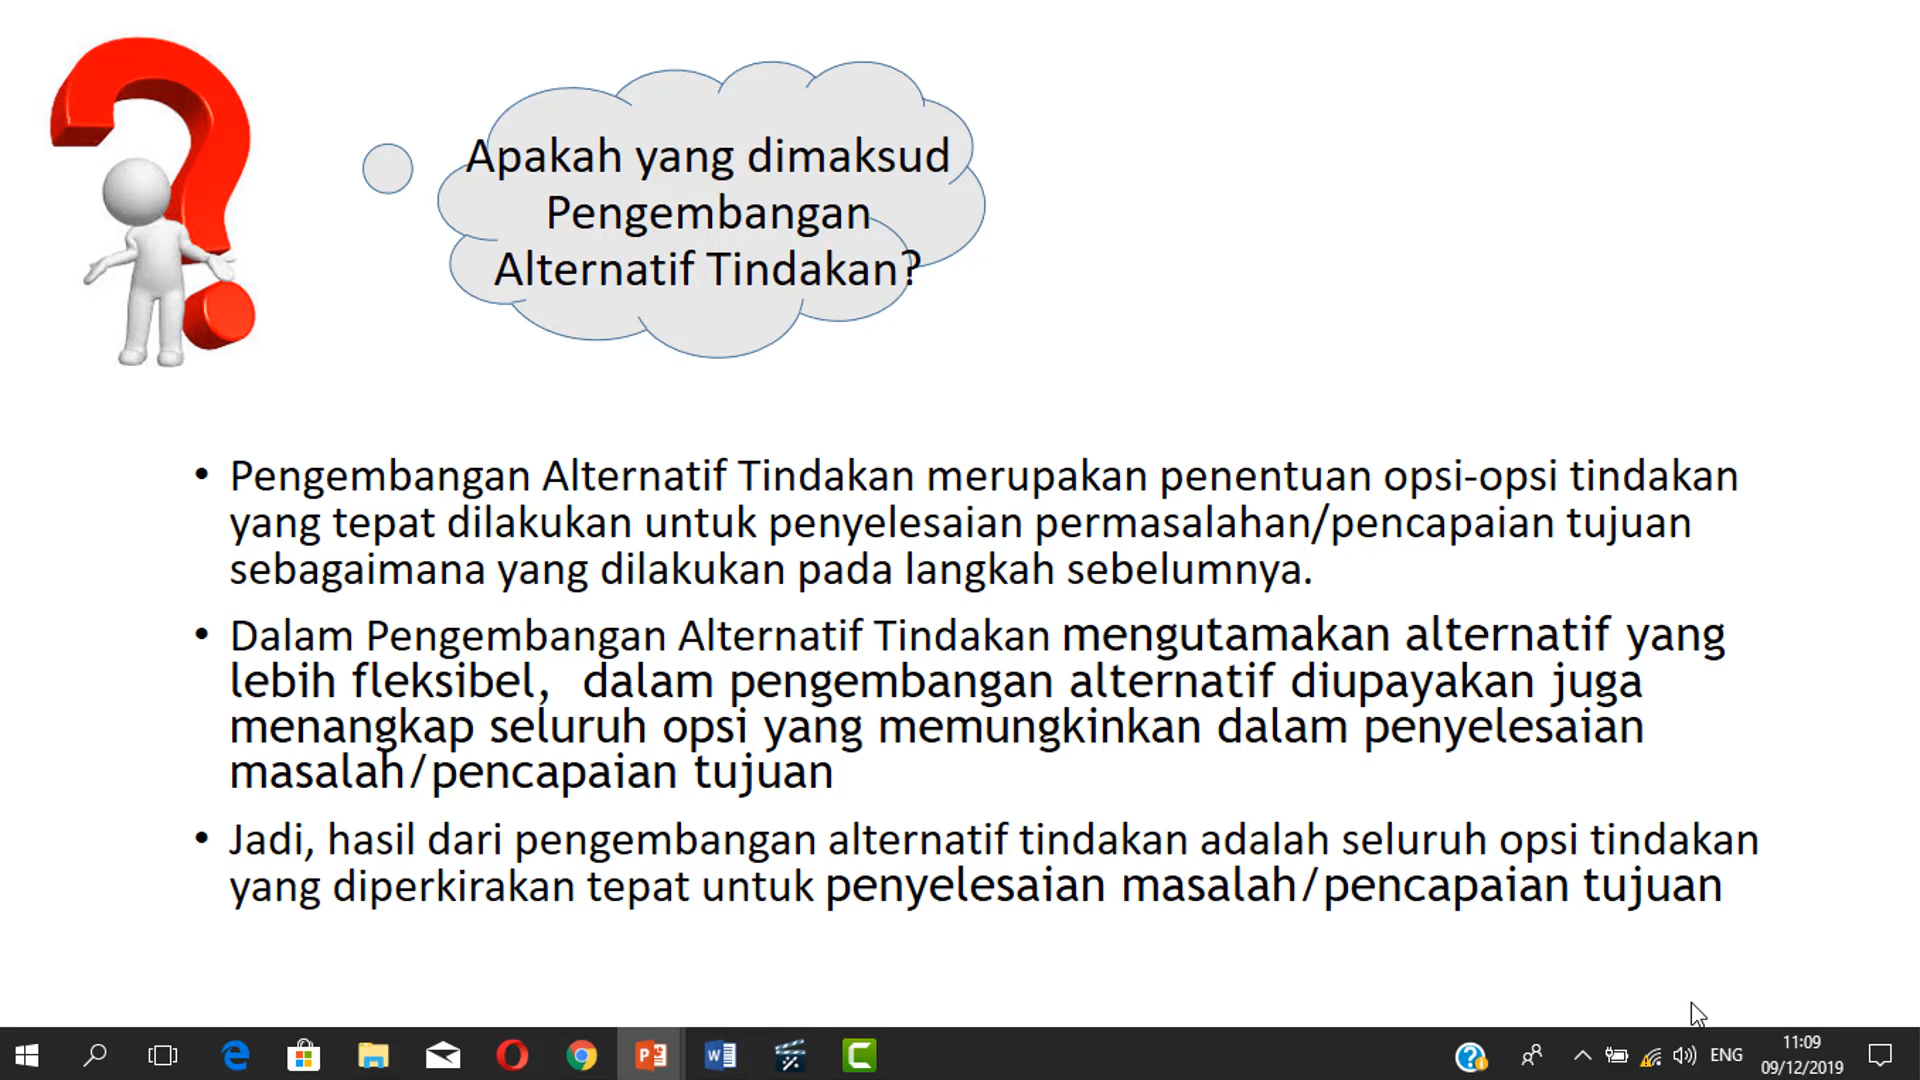 Apakah yang dimaksud
Pengembangan
Alternatif Tindakan?
• Pengembangan Alternatif Tindakan merupakan penentuan opsi-opsi tindakan
yang tepat dilakukan untuk penyelesaian permasalahan/pencapaian tujuan
sebagaimana yang dilakukan pada langkah sebelumnya.
• Dalam Pengembangan Alternatif Tindakan mengutamakan alternatif yang
lebih fleksibel, dalam pengembangan alternatif diupayakan juga
menangkap seluruh opsi yang memungkinkan dalam penyelesaian
masalah/pencapaian tujuan
• Jadi, hasil dari pengembangan alternatif tindakan adalah seluruh opsi tindakan
yang diperkirakan tepat untuk penyelesaian masalah/pencapaian tujuan
ENG
11:09
09/12/2019